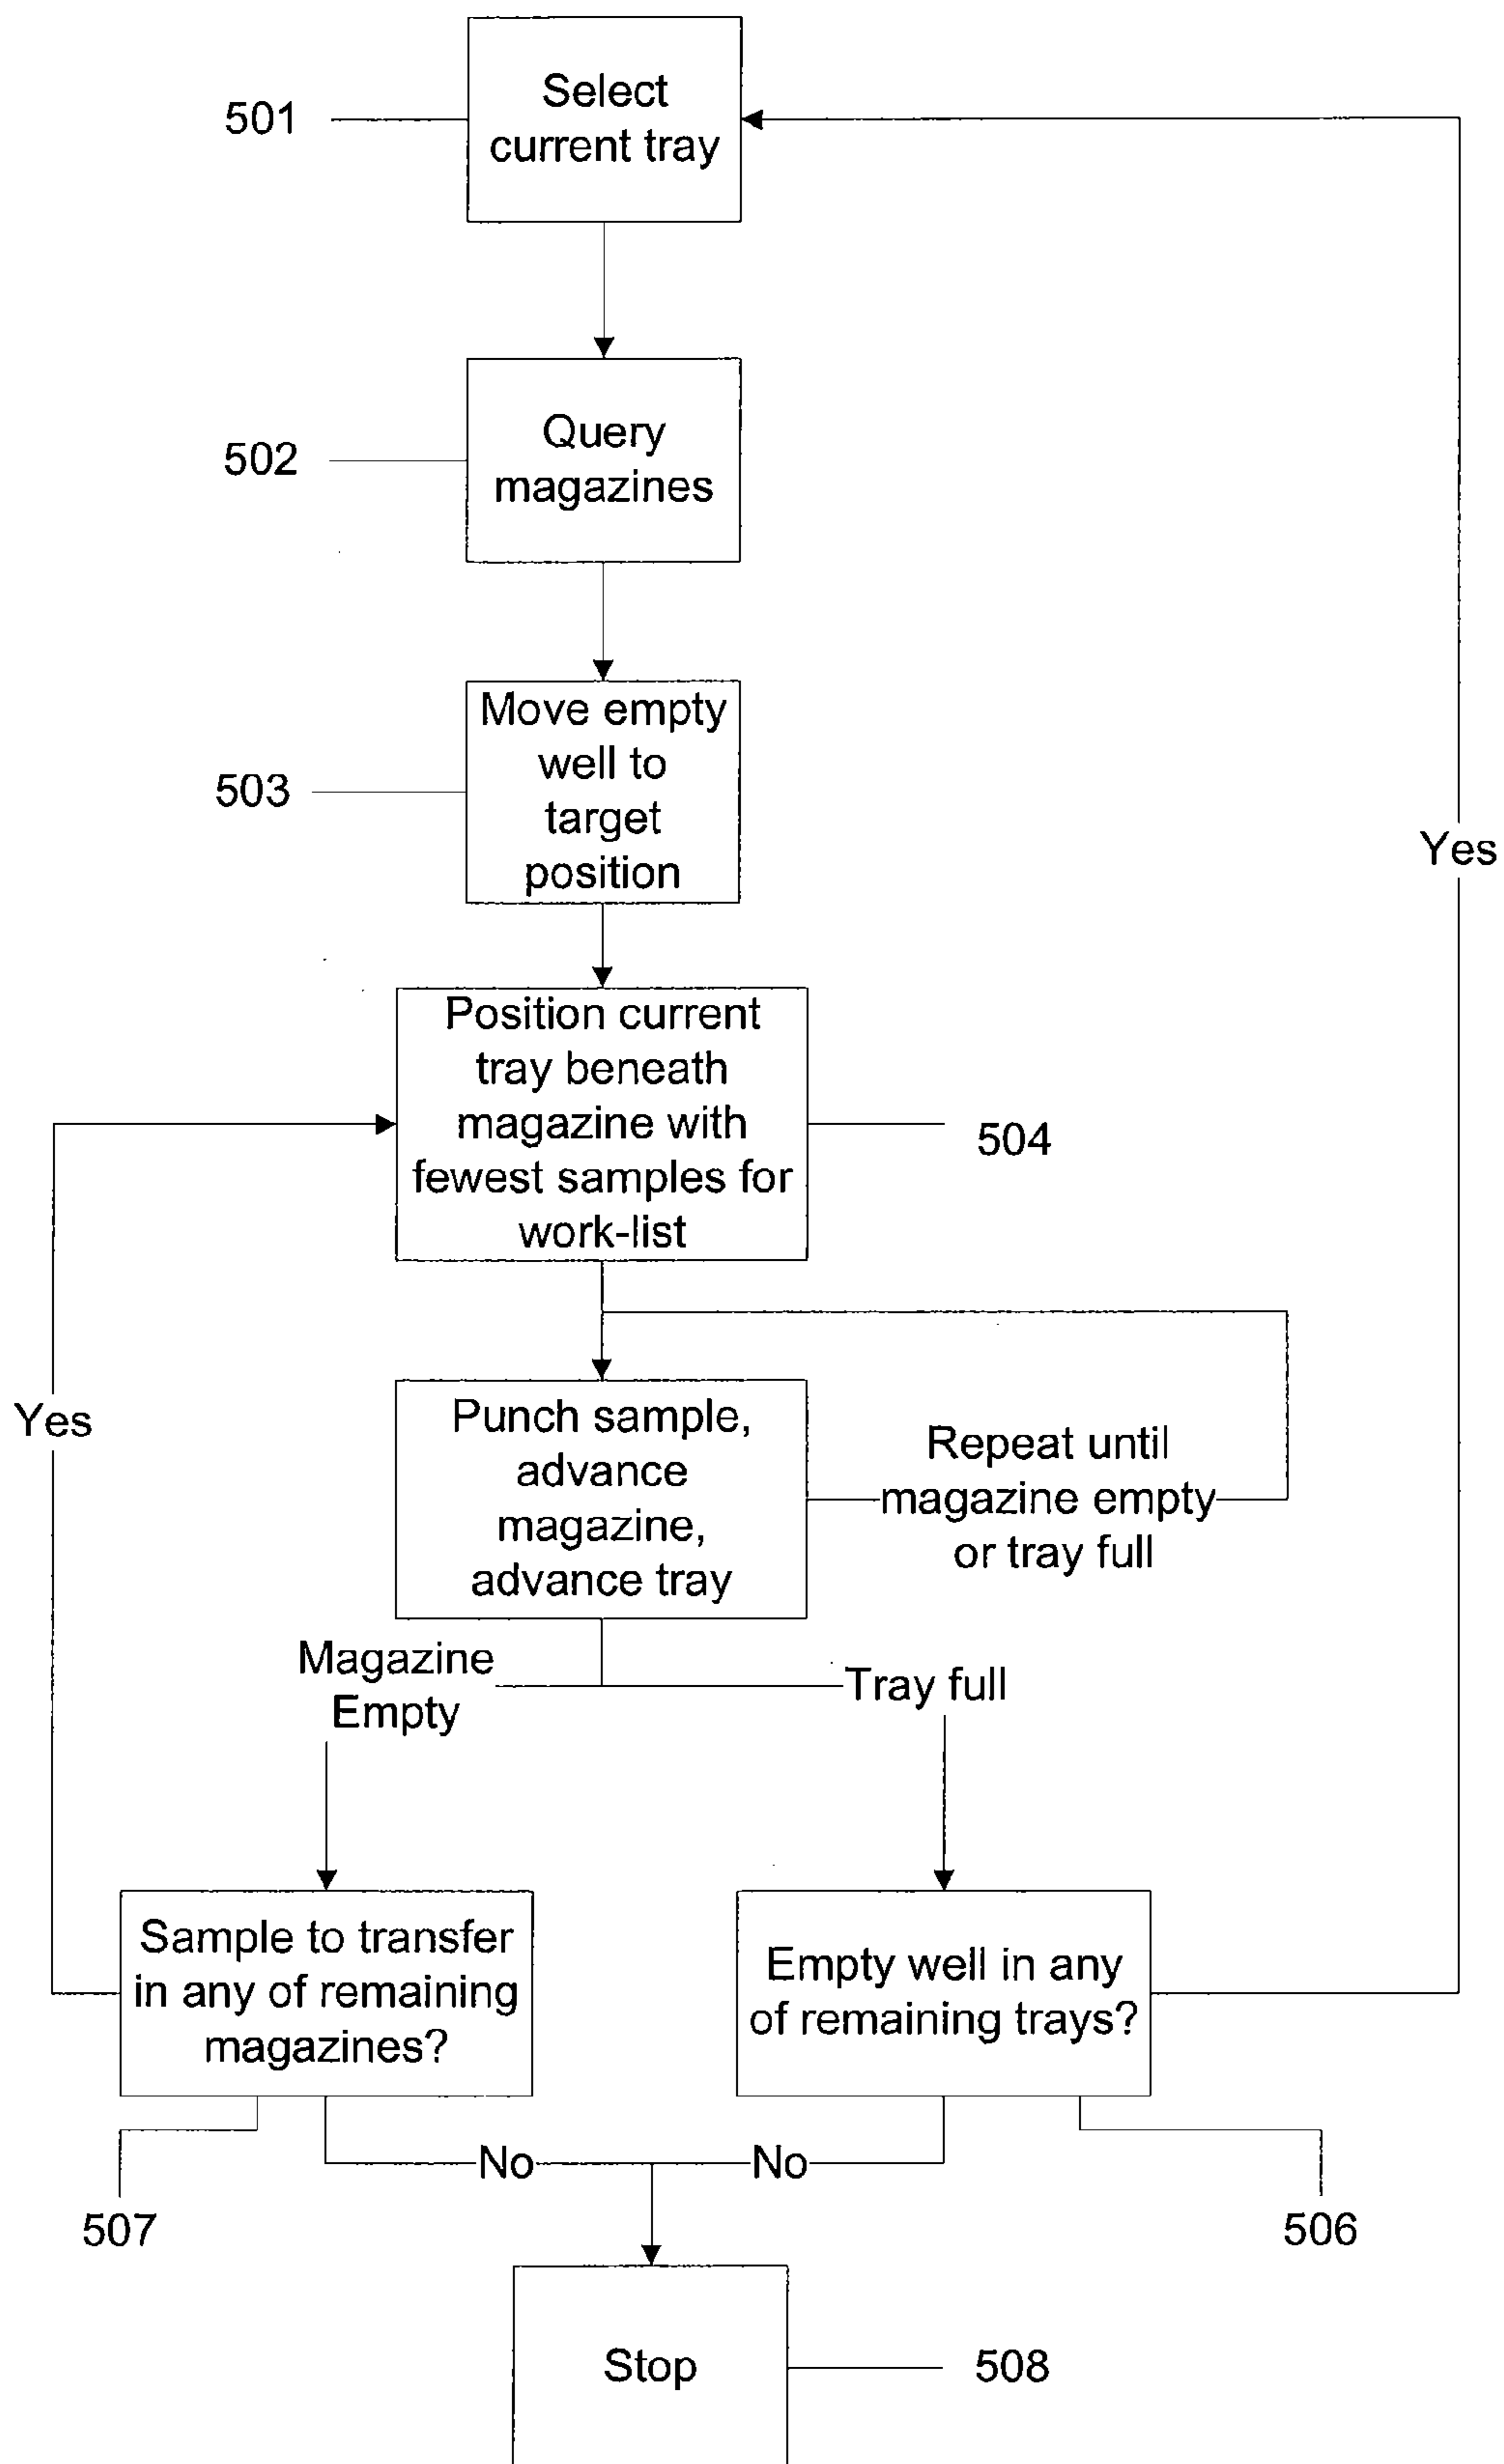 Select
current tray
501
Query
magazines
502
Move empty
well to
target
position
503
Yes
Position current
tray beneath
magazine with
fewest samples for
work-list
504
Yes
Punch sample,
advance
magazine,
advance tray
Repeat until
magazine empty
or tray full
Magazine
Empty
Tray full
Sample to transfer
in any of remaining
magazines?
Empty well in any
of remaining trays?
No
No
507
506
Stop
508